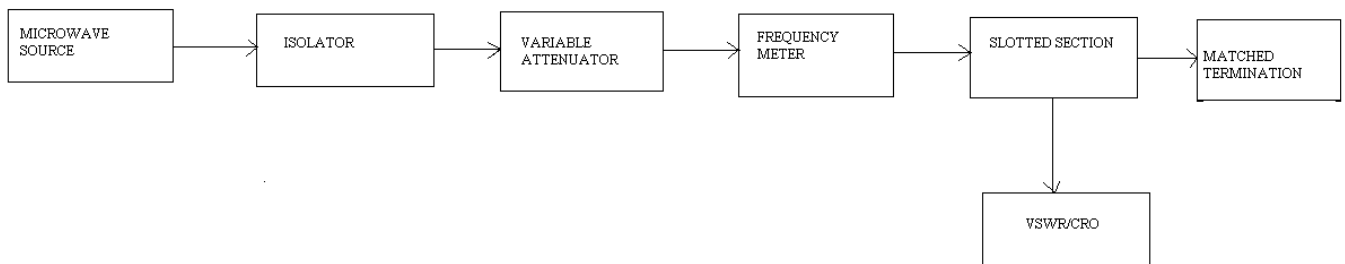 MICROWAVE
SOURCE
ISOLATOR
VARIABLE
ATTENUATOR
FREQUENCY
METER
SLOTTED SECTION
MATCHED
TERMINATION
VSWR/CRO